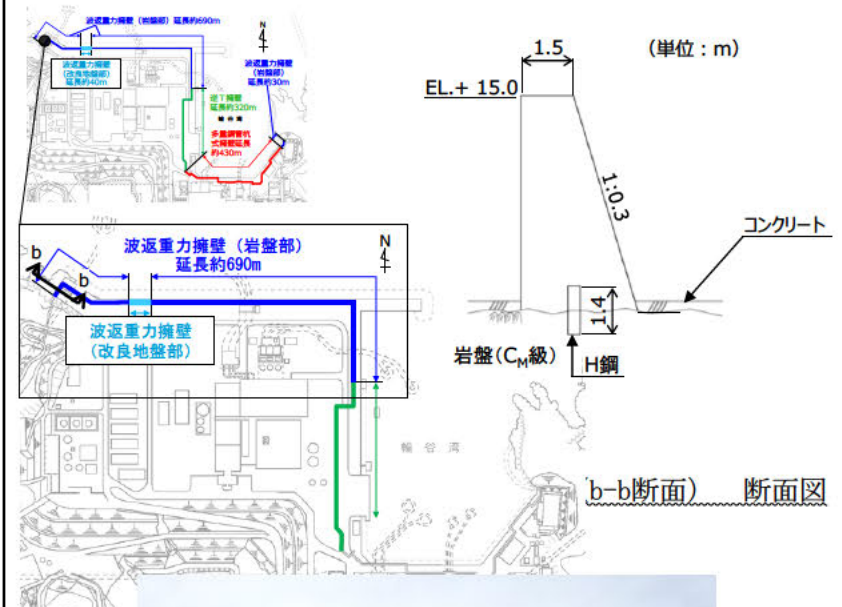 波返重力擁壁（岩盤部）延長約690m
N
波返重力擁壁
（改良地盤部）
延長約40m
波返重力擁壁
（岩盤部）
延長約30m
逆T擁壁
延長約320m
輪谷湾
多重鋼管杭
式擁壁延長
約430m
b
b
波返重力擁壁（岩盤部）
延長約690m
N
波返重力擁壁
（改良地盤部）
輪谷湾
1.5
（単位：m）
EL.+ 15.0
1:0.3
コンクリート
1.4
岩盤(CM級)
H鋼
b-b断面） 断面図